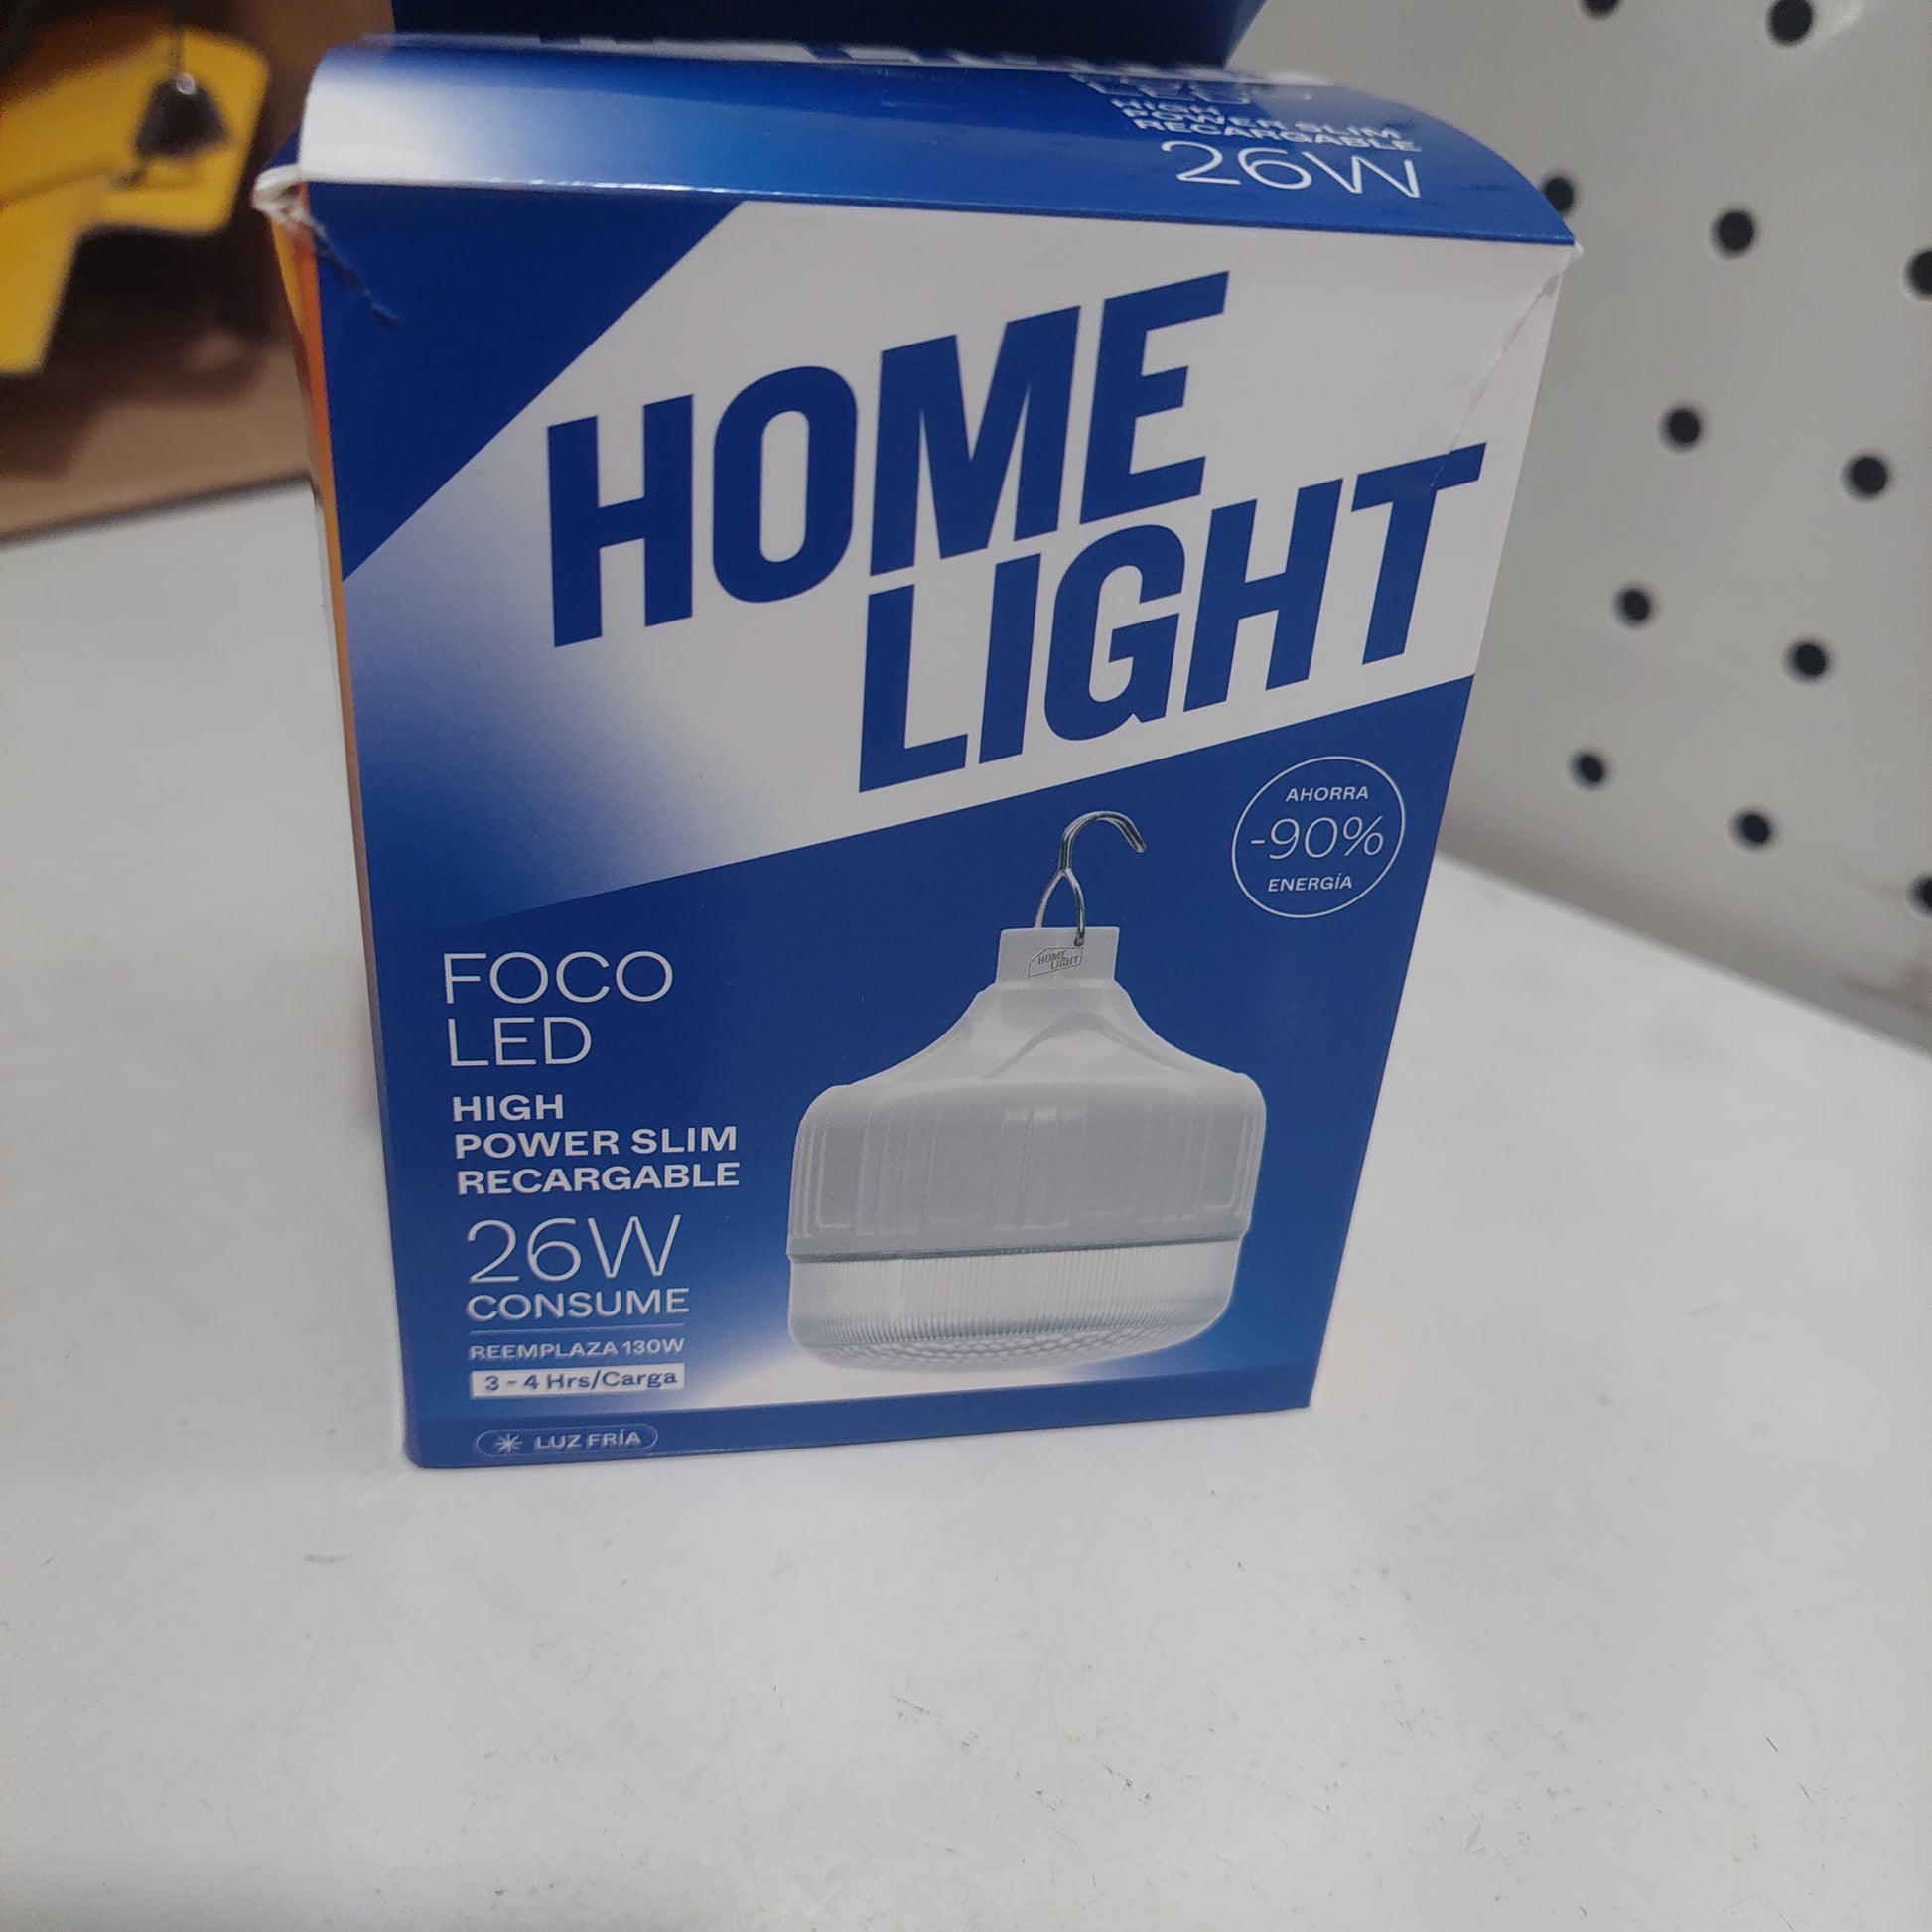 HIGH
POWER SLIM
RECARGABLE
26W
HOME
LIGHT
AHORRA
-90%
ENERGÍA
HOME
LIGHT
FOCO
LED
HIGH
POWER SLIM
RECARGABLE
26W
CONSUME
REEMPLAZA 130W
3 - 4 Hrs/Carga
LUZ FRÍA